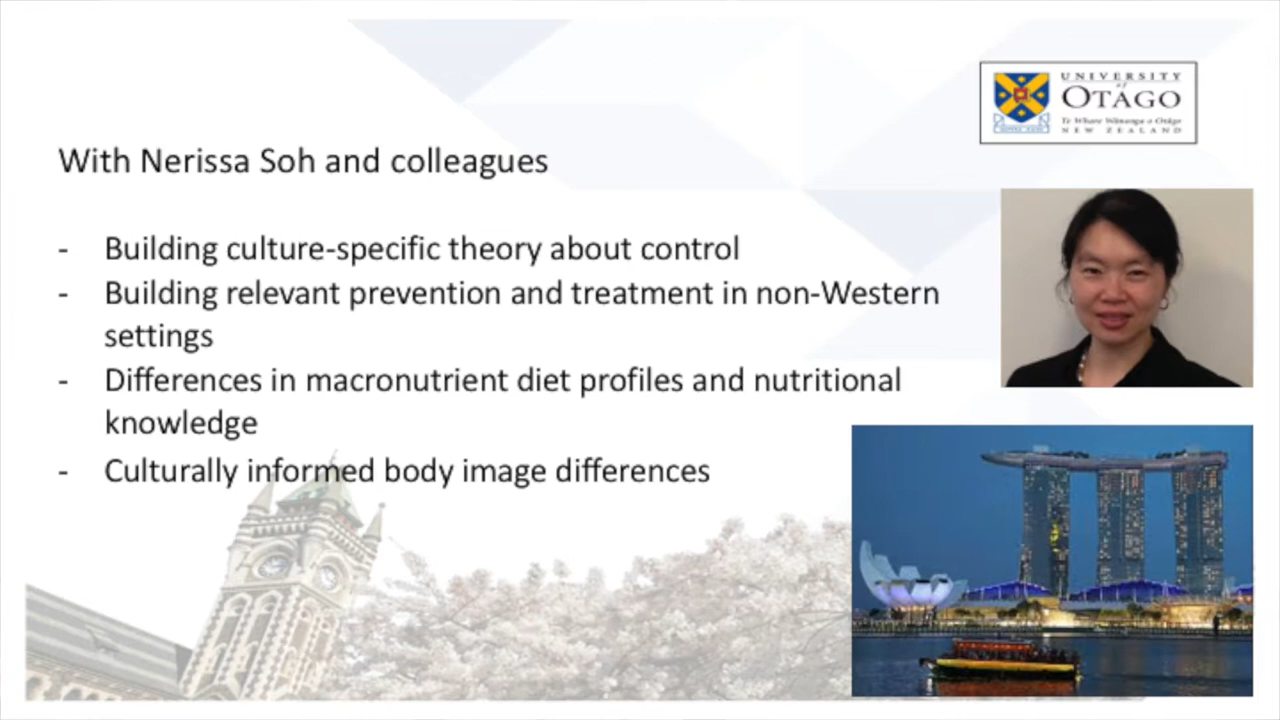 UNIVERSITY
of
OTAGO
Te Whare Wānanga o Otāgo
NEW ZEALAND
With Nerissa Soh and colleagues
- Building culture-specific theory about control
- Building relevant prevention and treatment in non-Western
settings
- Differences in macronutrient diet profiles and nutritional
knowledge
- Culturally informed body image differences